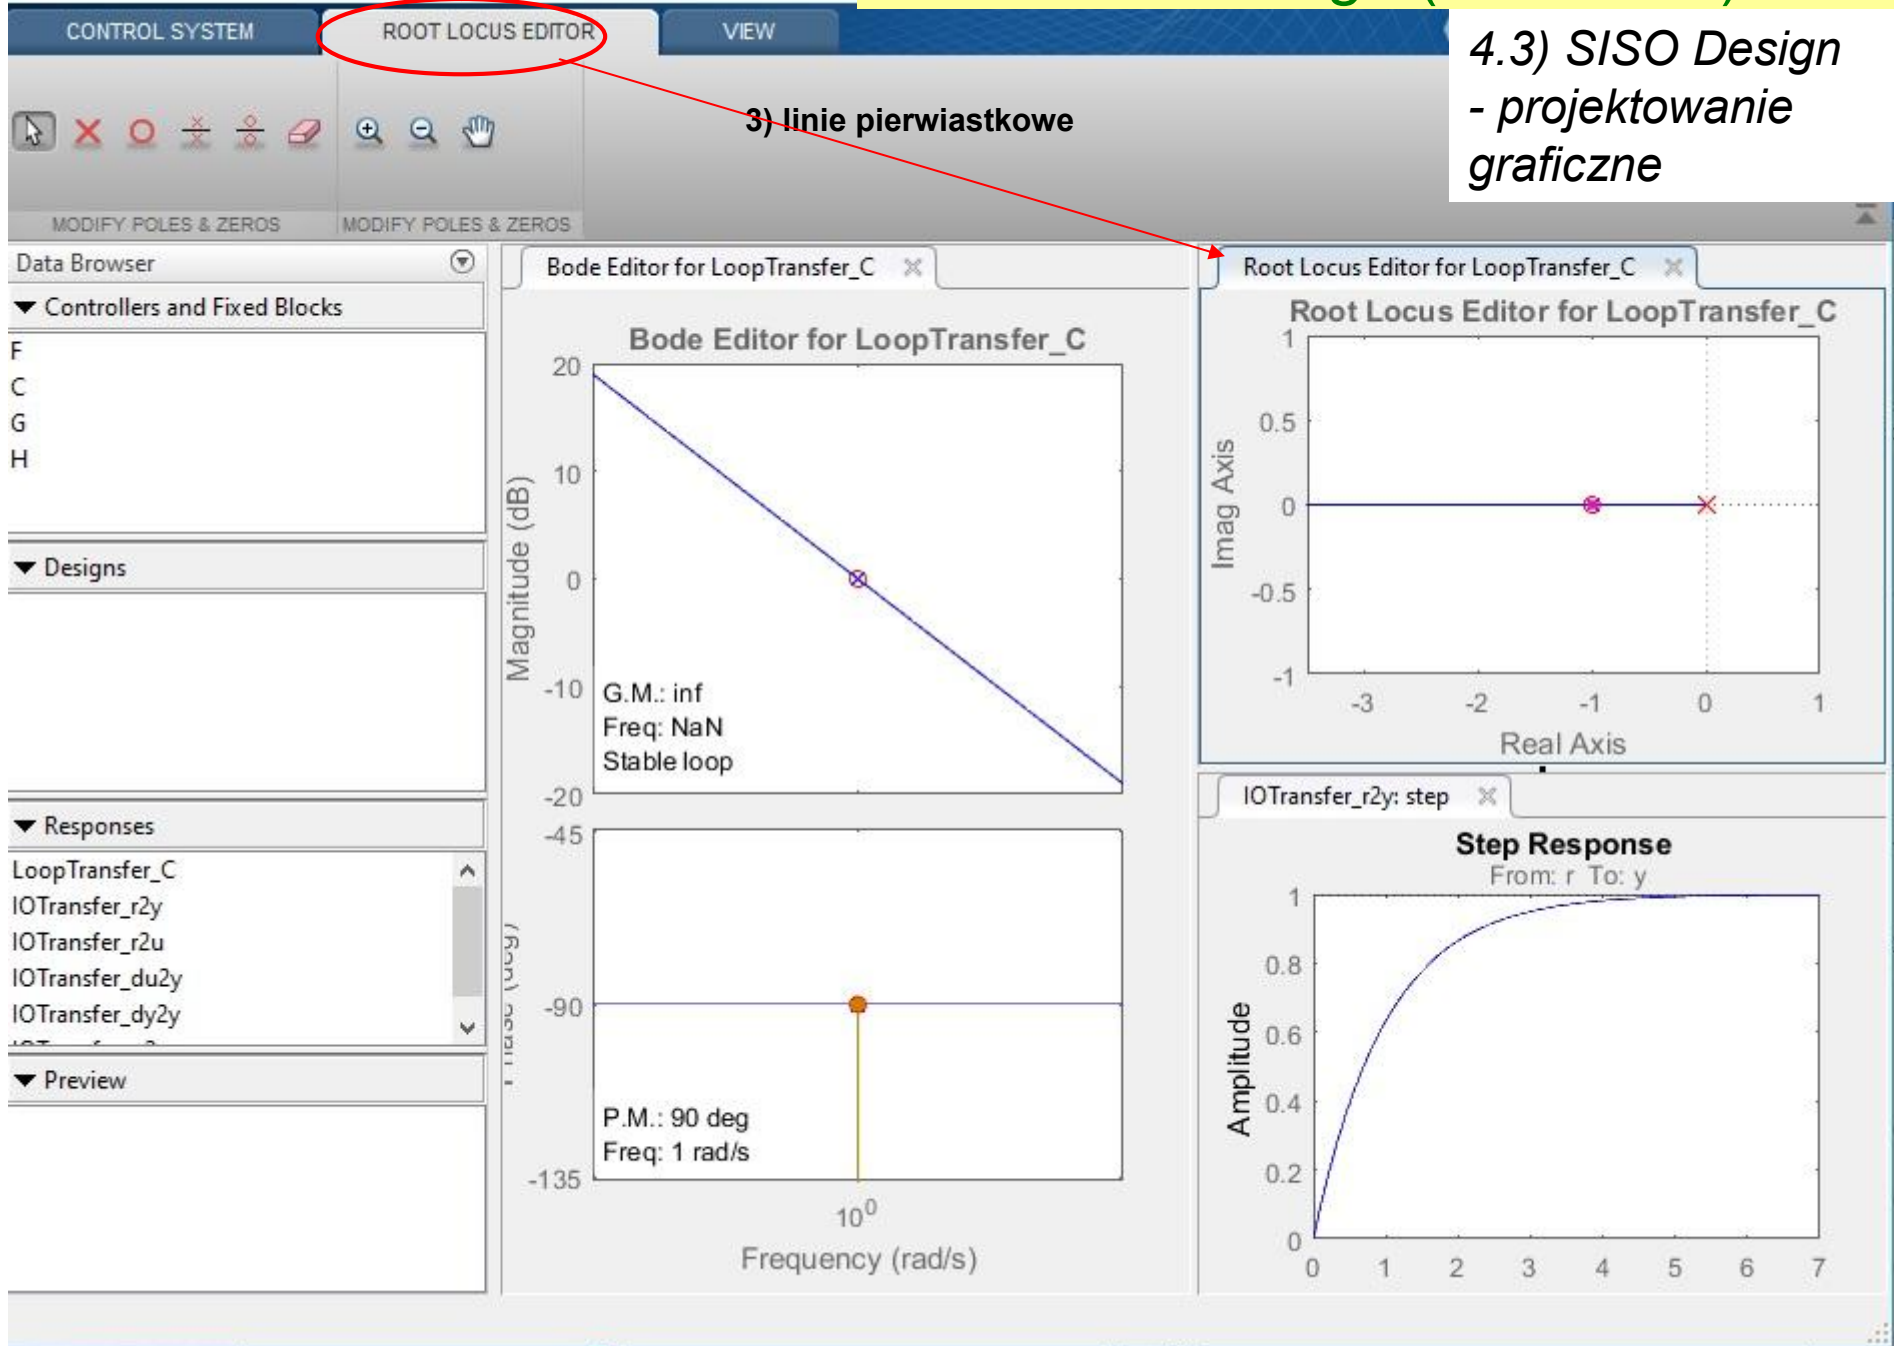 CONTROL SYSTEM
ROOT LOCUS EDITOR
VIEW
4.3) SISO Design
- projektowanie
graficzne
3) linie pierwiastkowe
MODIFY POLES & ZEROS
MODIFY POLES & ZEROS
Data Browser
Controllers and Fixed Blocks
F
C
G
H
Designs
Responses
LoopTransfer_C
IOTransfer_r2y
IOTransfer_r2u
IOTransfer_du2y
IOTransfer_dy2y
Preview
Bode Editor for LoopTransfer_C
Bode Editor for LoopTransfer_C
20
10
0
-10
-20
Magnitude (dB)
G.M.: inf
Freq: NaN
Stable loop
-45
-90
-135
P.M.: 90 deg
Freq: 1 rad/s
10^0
Frequency (rad/s)
Root Locus Editor for LoopTransfer_C
Root Locus Editor for LoopTransfer_C
1
0.5
0
-0.5
-1
Imag Axis
-3 -2 -1 0 1
Real Axis
IOTransfer_r2y: step
Step Response
From: r To: y
1
0.8
0.6
0.4
0.2
0
Amplitude
0 1 2 3 4 5 6 7